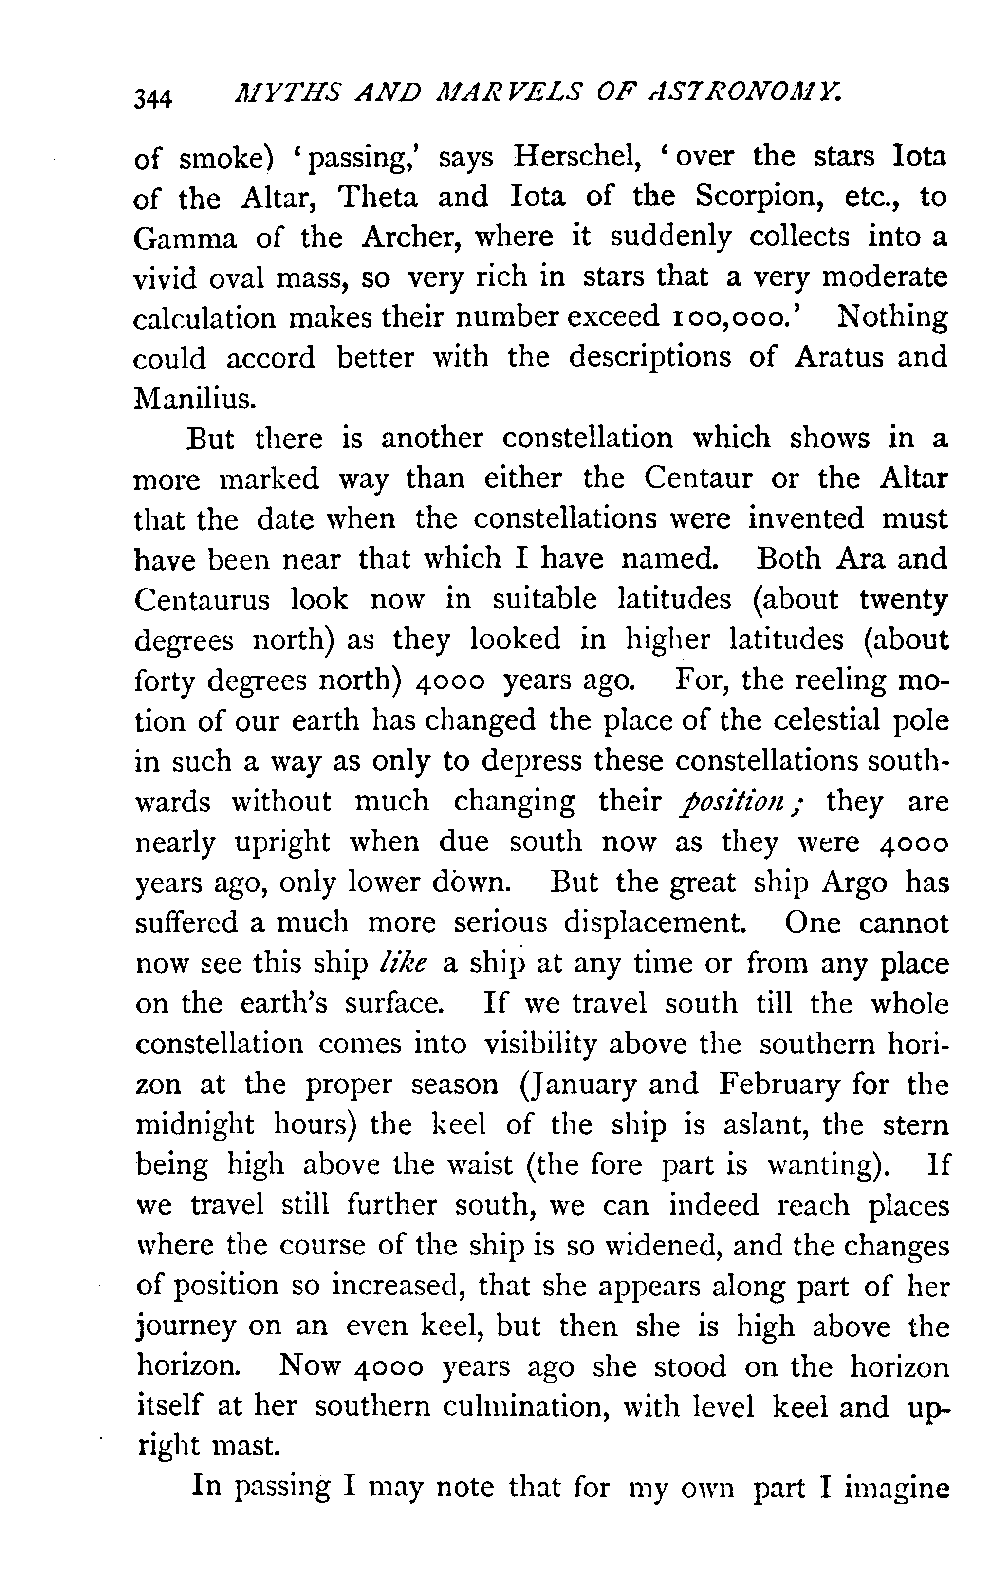 344 MYTHS AND MARVELS OF ASTRONOMY.
of smoke) ‘passing,’ says Herschel, ‘over the stars Iota
of the Altar, Theta and Iota of the Scorpion, etc., to
Gamma of the Archer, where it suddenly collects into a
vivid oval mass, so very rich in stars that a very moderate
calculation makes their number exceed 100,000.’ Nothing
could accord better with the descriptions of Aratus and
Manilius.
But there is another constellation which shows in a
more marked way than either the Centaur or the Altar
that the date when the constellations were invented must
have been near that which I have named. Both Ara and
Centaurus look now in suitable latitudes (about twenty
degrees north) as they looked in higher latitudes (about
forty degrees north) 4000 years ago. For, the reeling mo-
tion of our earth has changed the place of the celestial pole
in such a way as only to depress these constellations south-
wards without much changing their position; they are
nearly upright when due south now as they were 4000
years ago, only lower down. But the great ship Argo has
suffered a much more serious displacement. One cannot
now see this ship like a ship at any time or from any place
on the earth’s surface. If we travel south till the whole
constellation comes into visibility above the southern hori-
zon at the proper season (January and February for the
midnight hours) the keel of the ship is aslant, the stern
being high above the waist (the fore part is wanting). If
we travel still further south, we can indeed reach places
where the course of the ship is so widened, and the changes
of position so increased, that she appears along part of her
journey on an even keel, but then she is high above the
horizon. Now 4000 years ago she stood on the horizon
itself at her southern culmination, with level keel and up-
right mast.
In passing I may note that for my own part I imagine